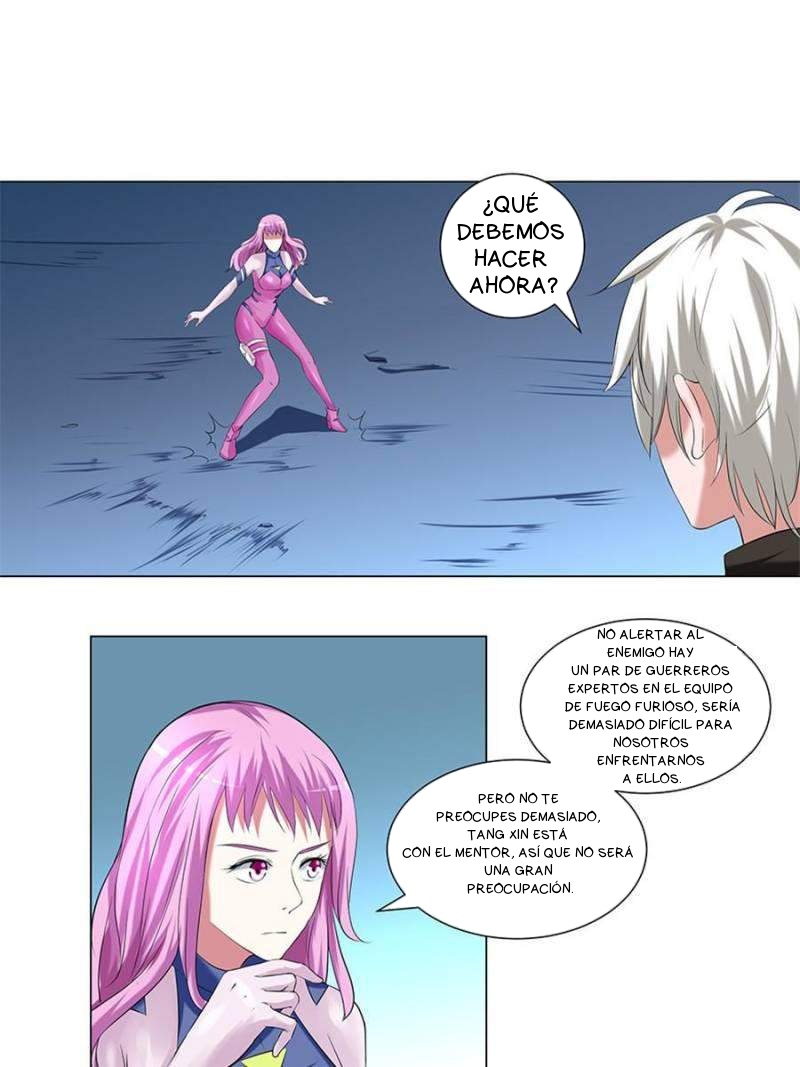 ¿QUÉ
DEBEMOS
HACER
AHORA?
NO ALERTAR AL
ENEMIGO HAY
UN PAR DE GUERREROS
EXPERTOS EN EL EQUIPO
DE FUEGO FURIOSO, SERÍA
DEMASIADO DIFÍCIL PARA
NOSOTROS
ENFRENTARNOS
A ELLOS.
PERO NO TE
PREOCUPES DEMASIADO,
TANG XIN ESTÁ
CON EL MENTOR, ASÍ QUE NO SERÁ
UNA GRAN
PREOCUPACIÓN.